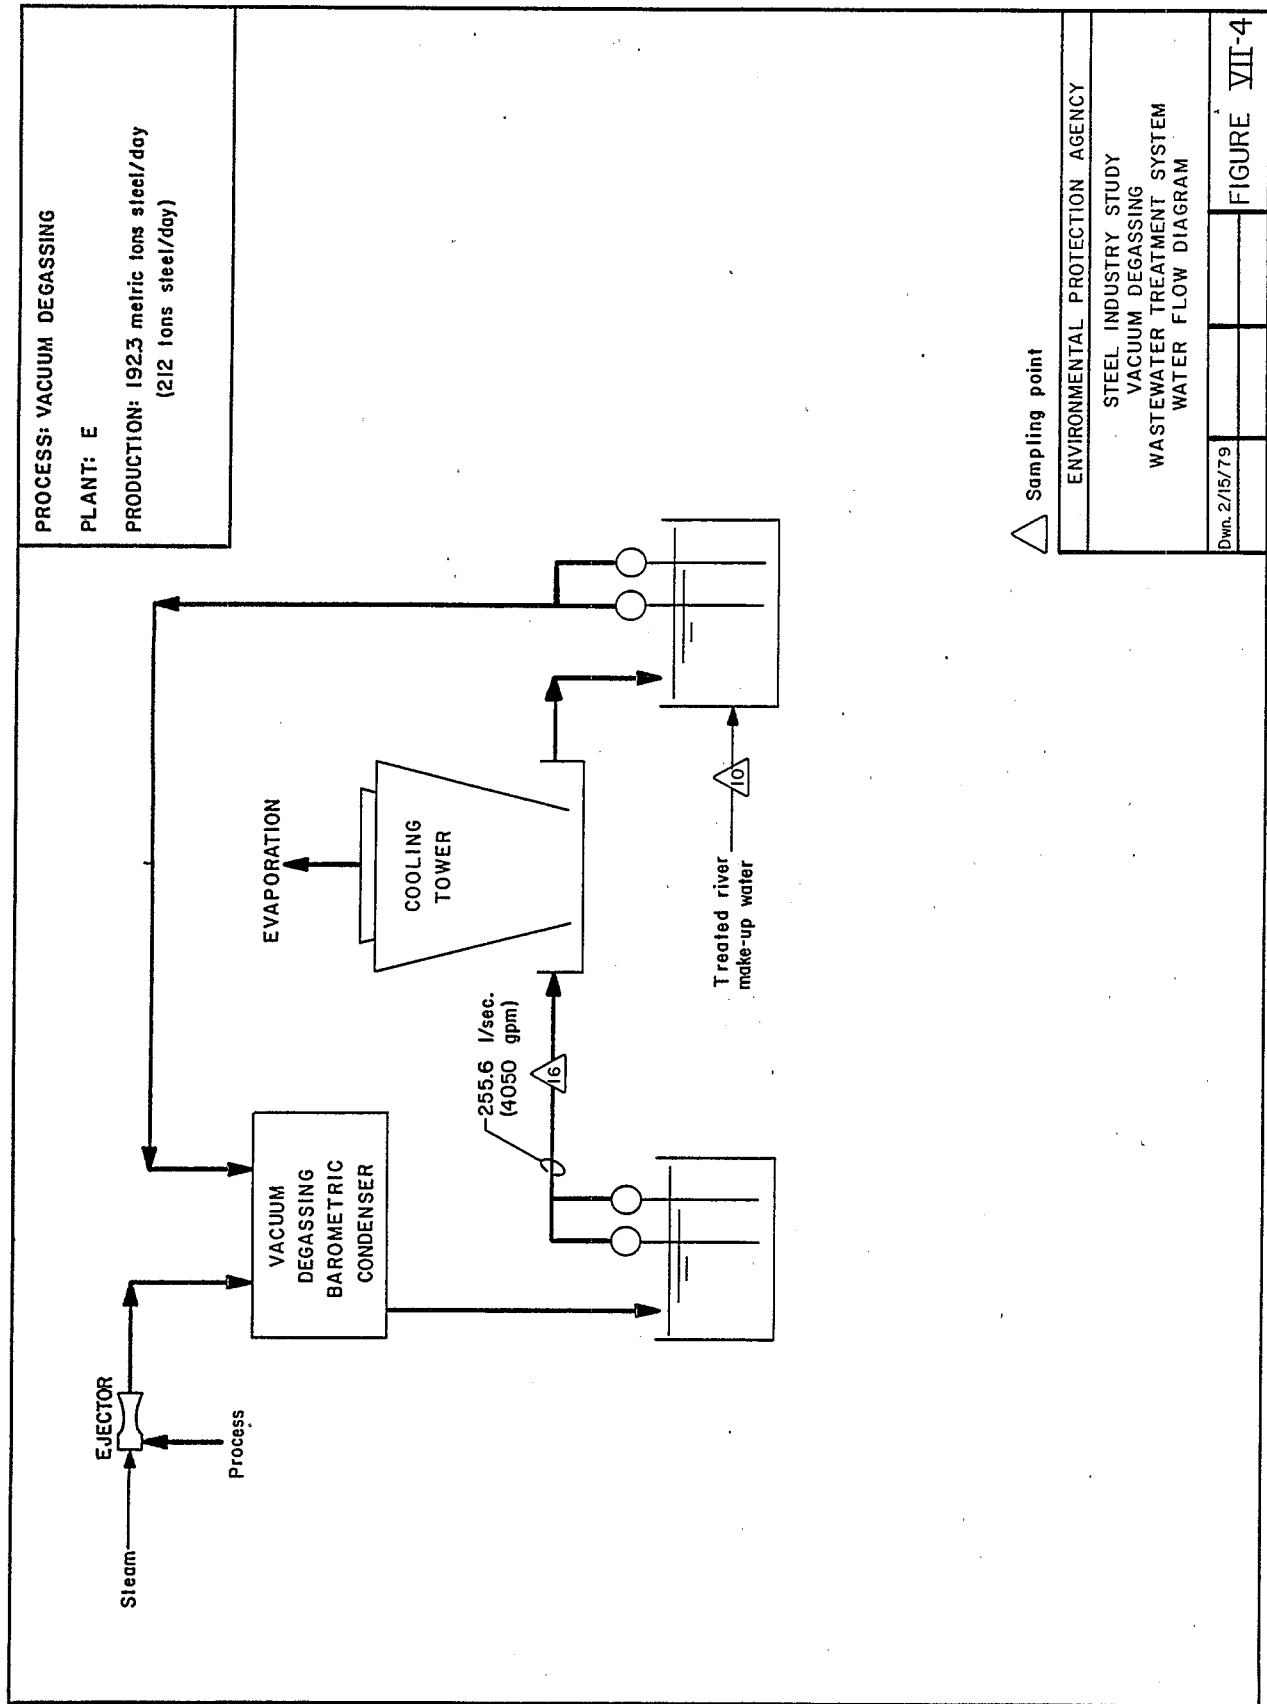 PROCESS: VACUUM DEGASSING
PLANT: E
PRODUCTION: 192.3 metric tons steel/day
(212 tons steel/day)
Steam
EJECTOR
Process
VACUUM
DEGASSING
BAROMETRIC
CONDENSER
255.6 l/sec.
(4050 gpm)
16
EVAPORATION
COOLING
TOWER
Treated river
make-up water
10
Sampling point
ENVIRONMENTAL PROTECTION AGENCY
STEEL INDUSTRY STUDY
VACUUM DEGASSING
WASTEWATER TREATMENT SYSTEM
WATER FLOW DIAGRAM
Dwn. 2/15/79
FIGURE VII-4